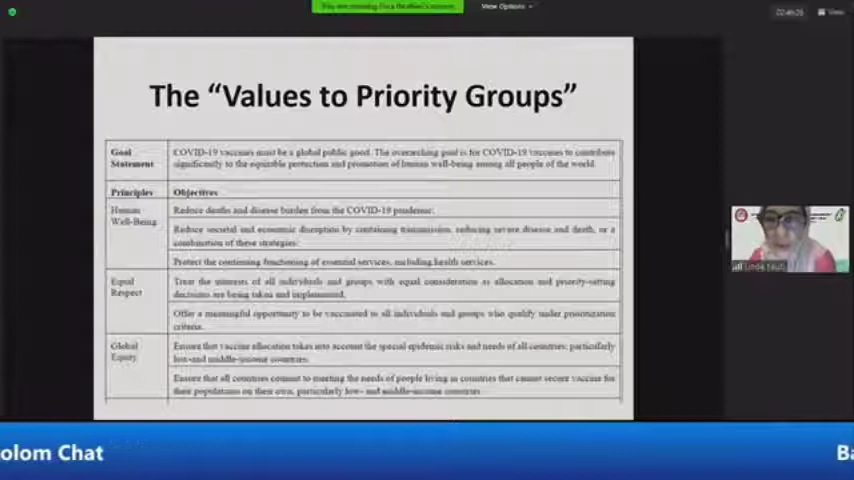 View Options
View
The “Values to Priority Groups”
Goal Statement
COVID-19 vaccines must be a global public good. The overarching goal is for COVID-19 vaccines to contribute
significantly to the equitable protection and promotion of human well-being among all people of the world.
Principles
Objectives
Human Well-Being
Reduce deaths and disease burden from the COVID-19 pandemic.
Reduce societal and economic disruption by containing transmission, reducing severe disease and death, or a
combination of these strategies.
Protect the continuing functioning of essential services, including health services.
Equal Respect
Treat the interests of all individuals and groups with equal consideration as allocation and priority-setting
decisions are being taken and implemented.
Offer a meaningful opportunity to be vaccinated to all individuals and groups who qualify under prioritization
criteria.
Global Equity
Ensure that vaccine allocation takes into account the special epidemic risks and needs of all countries; particularly
low-and middle-income countries.
Ensure that all countries commit to meeting the needs of people living in countries that cannot secure vaccine for
their populations on their own, particularly low- and middle-income countries
olom Chat
Ba